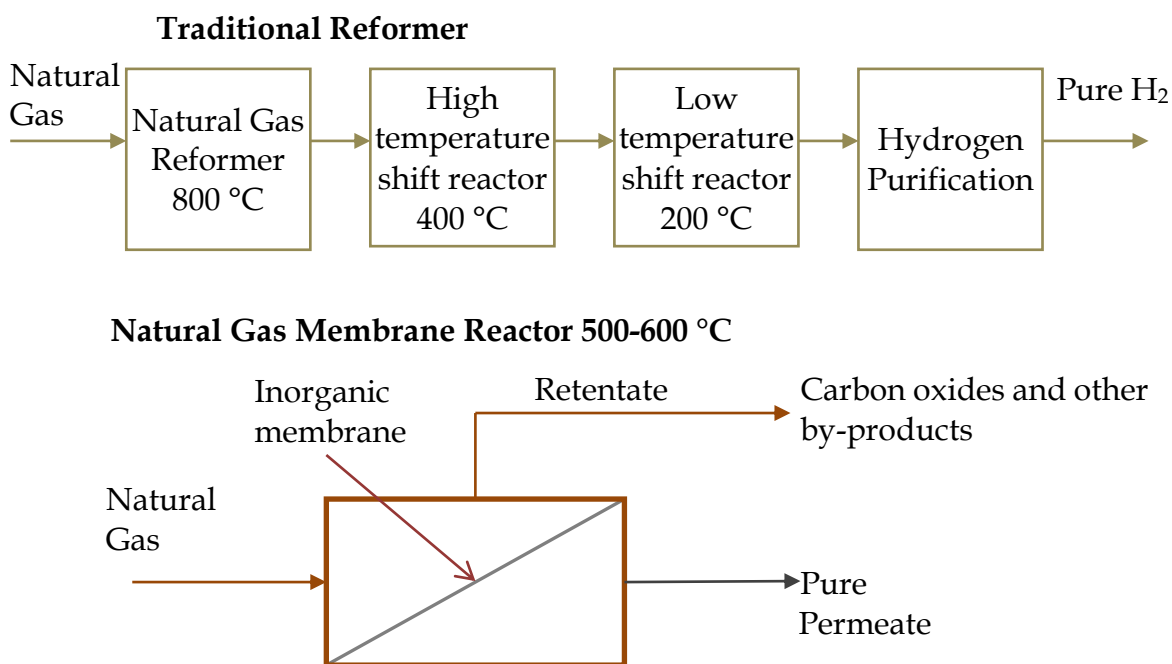 Traditional Reformer
Natural
Gas
Natural Gas
Reformer
800 °C
High
temperature
shift reactor
400 °C
Low
temperature
shift reactor
200 °C
Hydrogen
Purification
Pure H₂
Natural Gas Membrane Reactor 500-600 °C
Inorganic
membrane
Retentate
Carbon oxides and other
by-products
Natural
Gas
Pure
Permeate